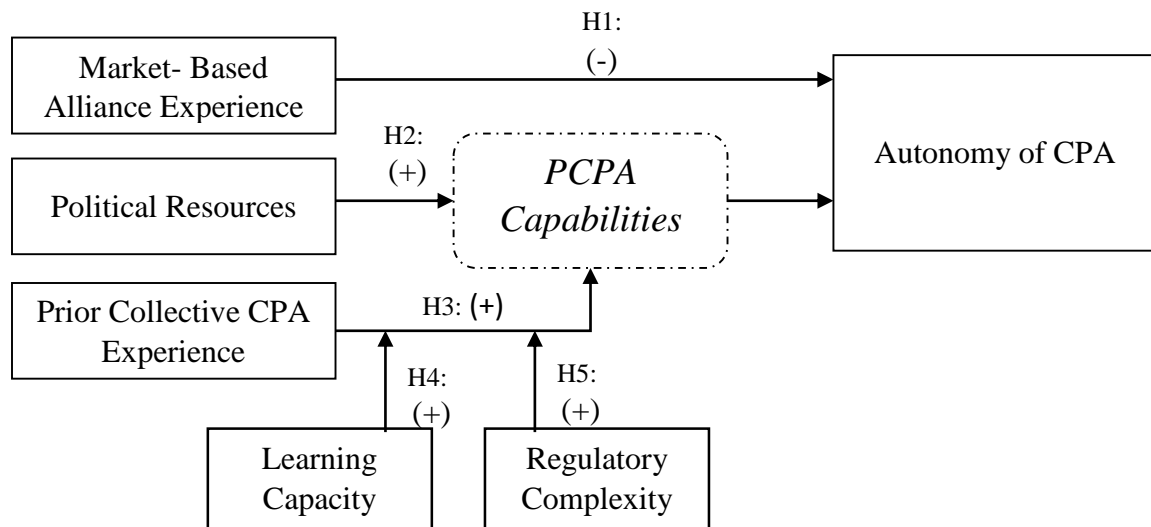 H1:
(-)
Market- Based
Alliance Experience
Autonomy of CPA
H2:
(+)
PCPA
Capabilities
Political Resources
Prior Collective CPA
Experience
H3: (+)
H4:
(+)
H5:
(+)
Learning
Capacity
Regulatory
Complexity